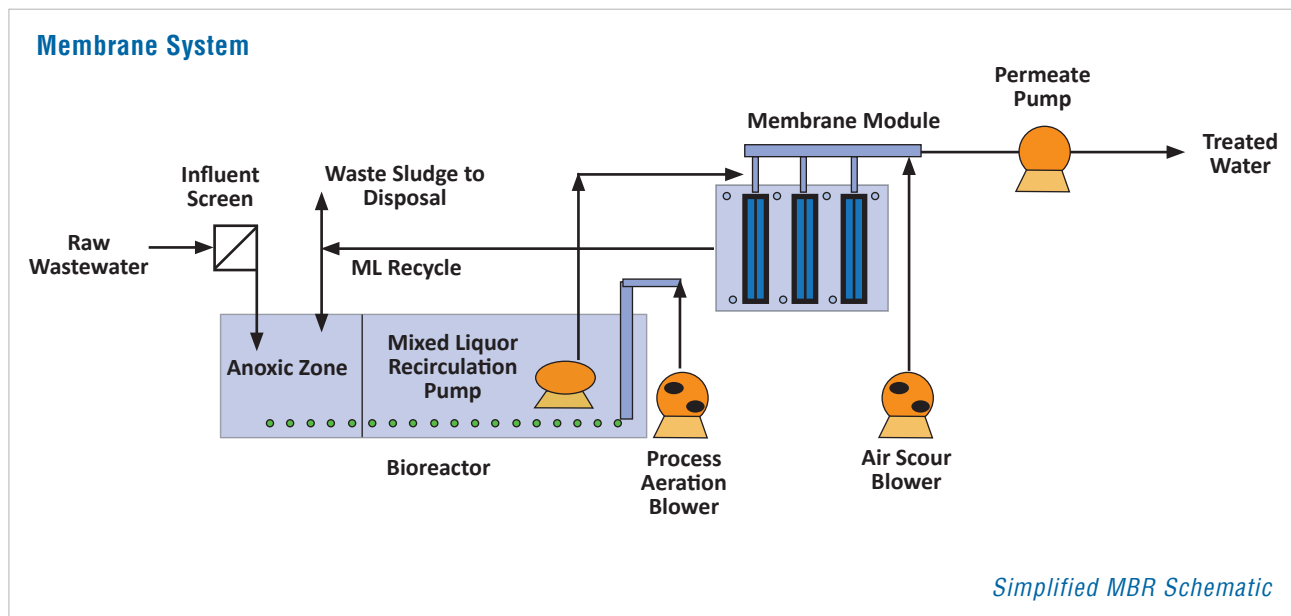 Membrane System
Permeate
Pump
Membrane Module
Treated
Water
Influent
Screen
Waste Sludge to
Disposal
Raw
Wastewater
ML Recycle
Anoxic Zone
Mixed Liquor
Recirculation
Pump
Bioreactor
Process
Aeration
Blower
Air Scour
Blower
Simplified MBR Schematic